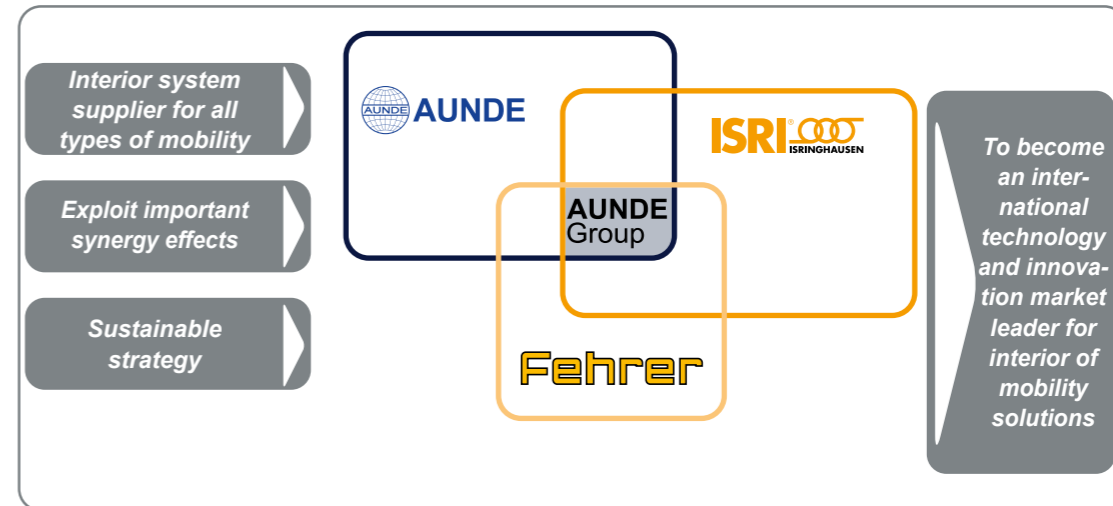 Interior system
supplier for all
types of mobility
Exploit important
synergy effects
Sustainable
strategy
AUNDE AUNDE
ISRI® ISRINGHAUSEN
AUNDE
Group
Fehrer
To become
an inter-
national
technology
and innova-
tion market
leader for
interior of
mobility
solutions